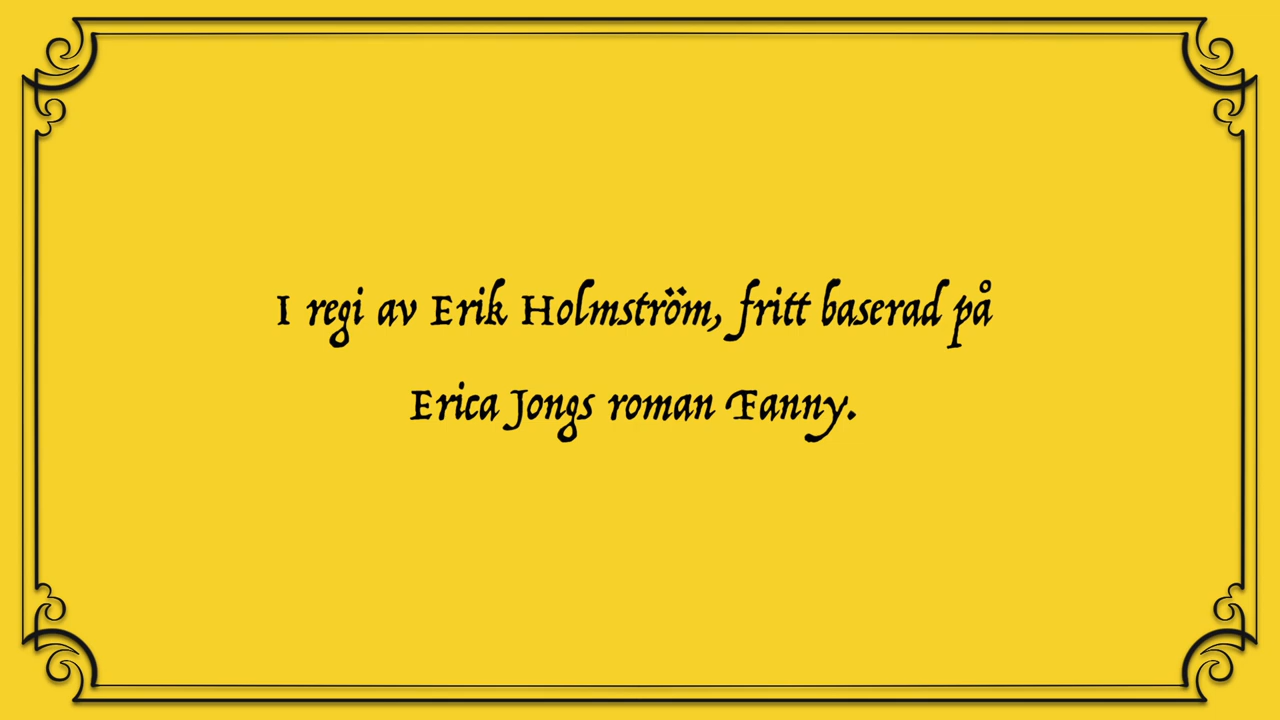 I regi av Erik Holmström, fritt baserad på
Erica Jongs roman Fanny.